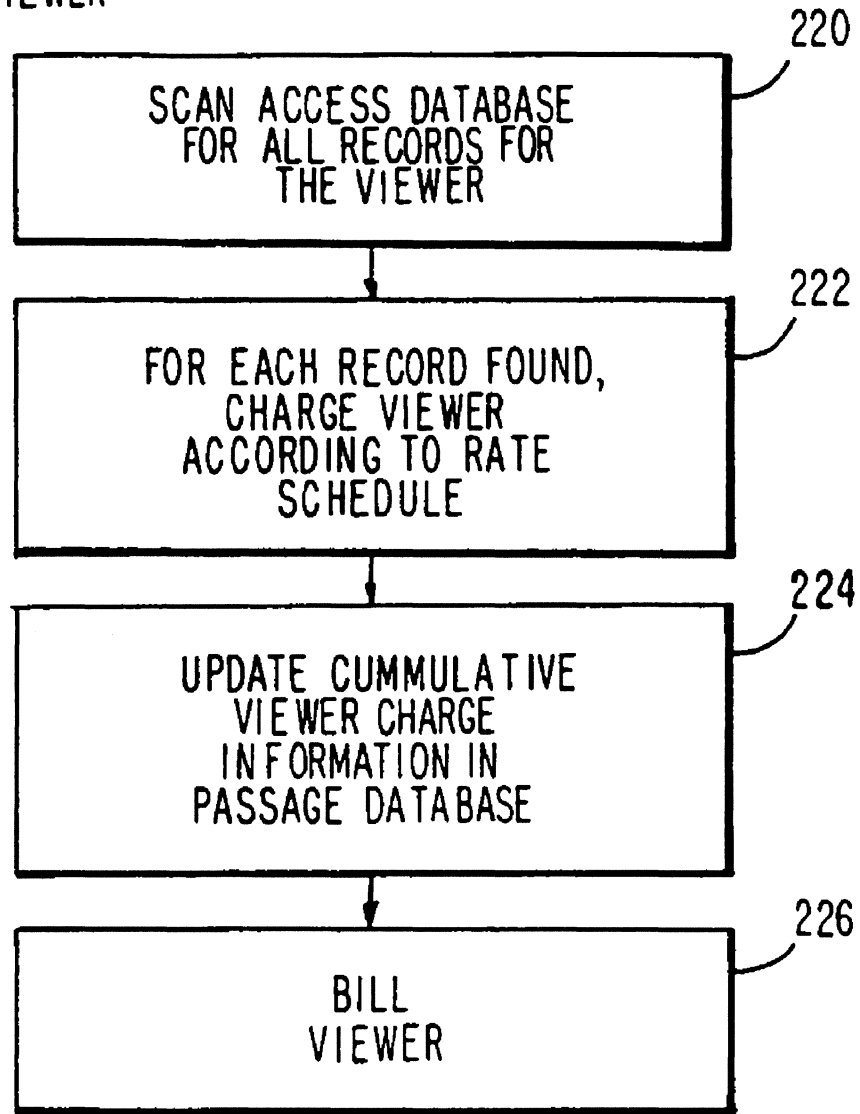 220
SCAN ACCESS DATABASE
FOR ALL RECORDS FOR
THE VIEWER
222
FOR EACH RECORD FOUND,
CHARGE VIEWER
ACCORDING TO RATE
SCHEDULE
224
UPDATE CUMMULATIVE
VIEWER CHARGE
INFORMATION IN
PASSAGE DATABASE
226
BILL
VIEWER